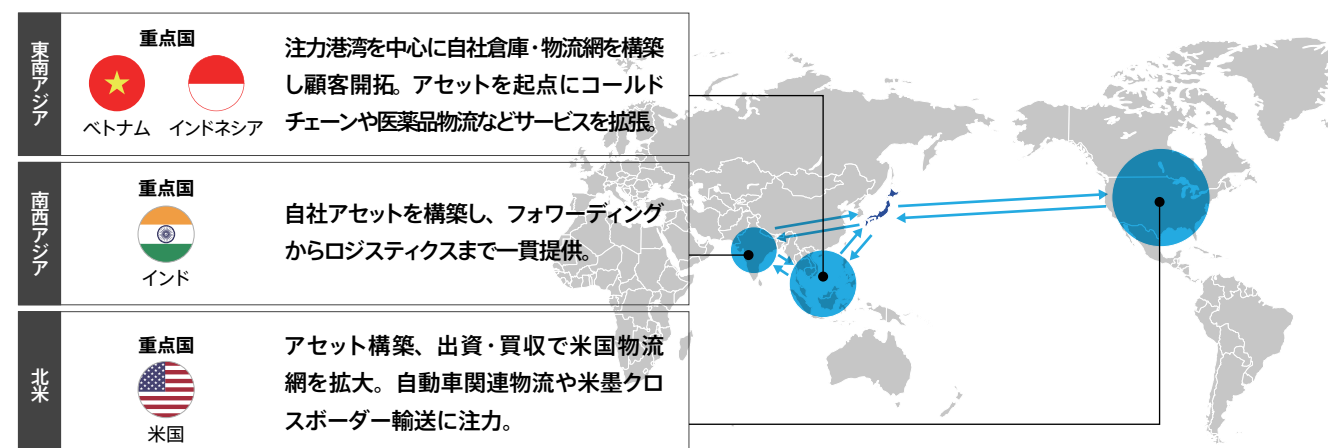 東南アジア
重点国
ベトナム
インドネシア
注力港湾を中心に自社倉庫・物流網を構築
し顧客開拓。アセットを起点にコールド
チェーンや医薬品物流などサービスを拡張。
南西アジア
重点国
インド
自社アセットを構築し、フォワーディング
からロジスティクスまで一貫提供。
北米
重点国
米国
アセット構築、出資・買収で米国物流
網を拡大。自動車関連物流や米墨クロ
スボーダー輸送に注力。